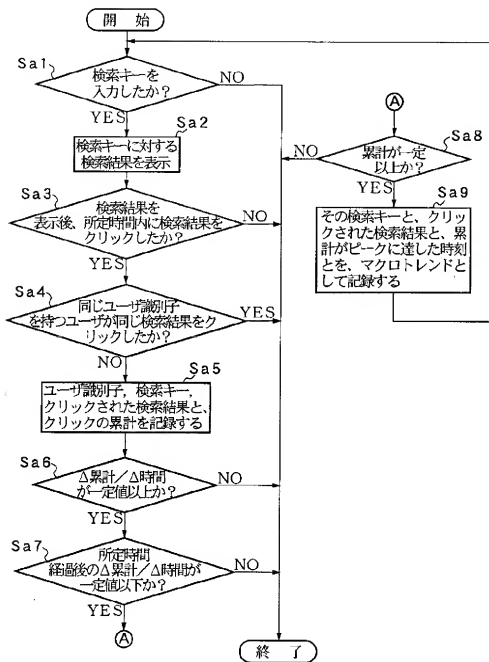 開　始
Sa1
検索キーを
入力したか？
NO
YES
Sa2
検索キーに対する
検索結果を表示
Sa3
検索結果を
表示後、所定時間内に検索結果を
クリックしたか？
NO
YES
Sa4
同じユーザ識別子
を持つユーザが同じ検索結果をク
リックしたか？
YES
NO
Sa5
ユーザ識別子，検索キー，
クリックされた検索結果と、
クリックの累計を記録する
Sa6
Δ累計／Δ時間
が一定値以上か？
NO
YES
Sa7
所定時間
経過後のΔ累計／Δ時間が
一定値以下か？
NO
YES
A
A
Sa8
累計が一定
以上か？
NO
YES
Sa9
その検索キーと、クリッ
クされた検索結果と、累
計がピークに達した時刻
とを、マクロトレンドと
して記録する
終　了